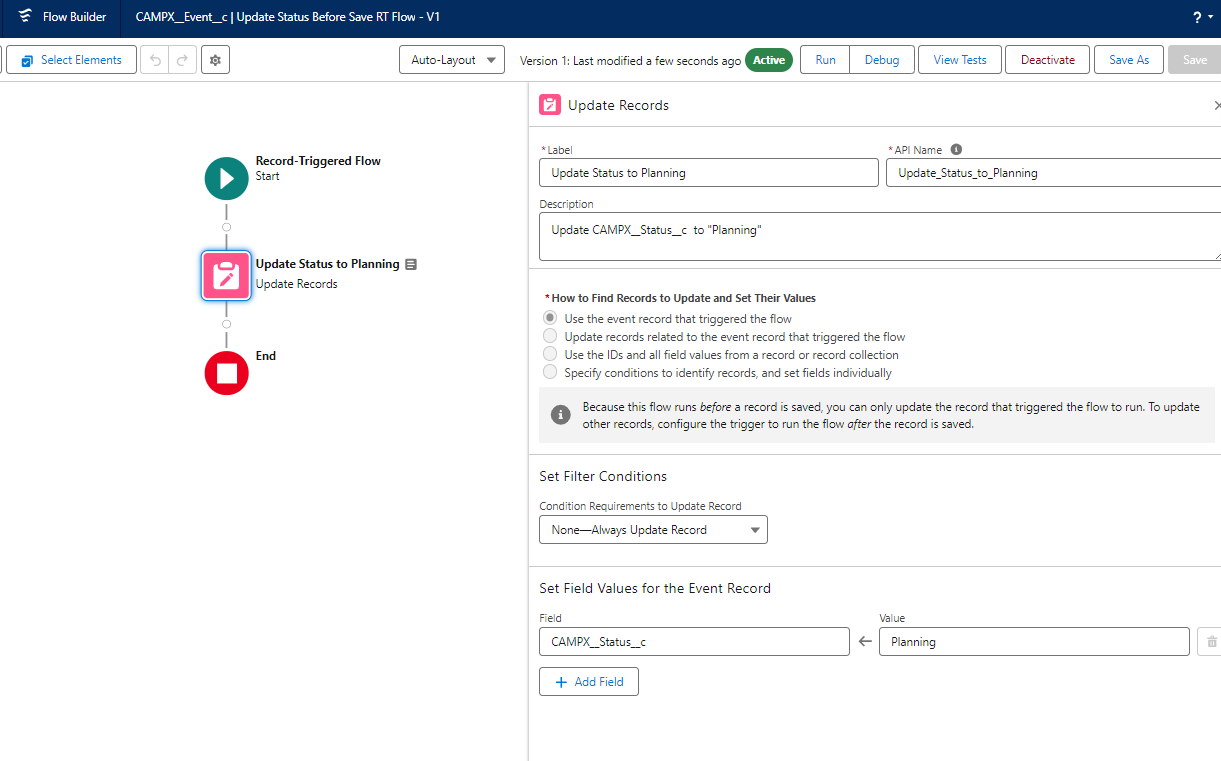 Flow Builder
CAMPX__Event__c | Update Status Before Save RT Flow - V1
?
Select Elements
Auto-Layout
Version 1: Last modified a few seconds ago
Active
Run
Debug
View Tests
Deactivate
Save As
Save
Record-Triggered Flow
Start
Update Status to Planning
Update Records
End
Update Records
*Label
Update Status to Planning
*API Name
Update_Status_to_Planning
Description
Update CAMPX__Status__c to "Planning"
*How to Find Records to Update and Set Their Values
Use the event record that triggered the flow
Update records related to the event record that triggered the flow
Use the IDs and all field values from a record or record collection
Specify conditions to identify records, and set fields individually
Because this flow runs before a record is saved, you can only update the record that triggered the flow to run. To update
other records, configure the trigger to run the flow after the record is saved.
Set Filter Conditions
Condition Requirements to Update Record
None—Always Update Record
Set Field Values for the Event Record
Field
Value
CAMPX__Status__c
Planning
+ Add Field